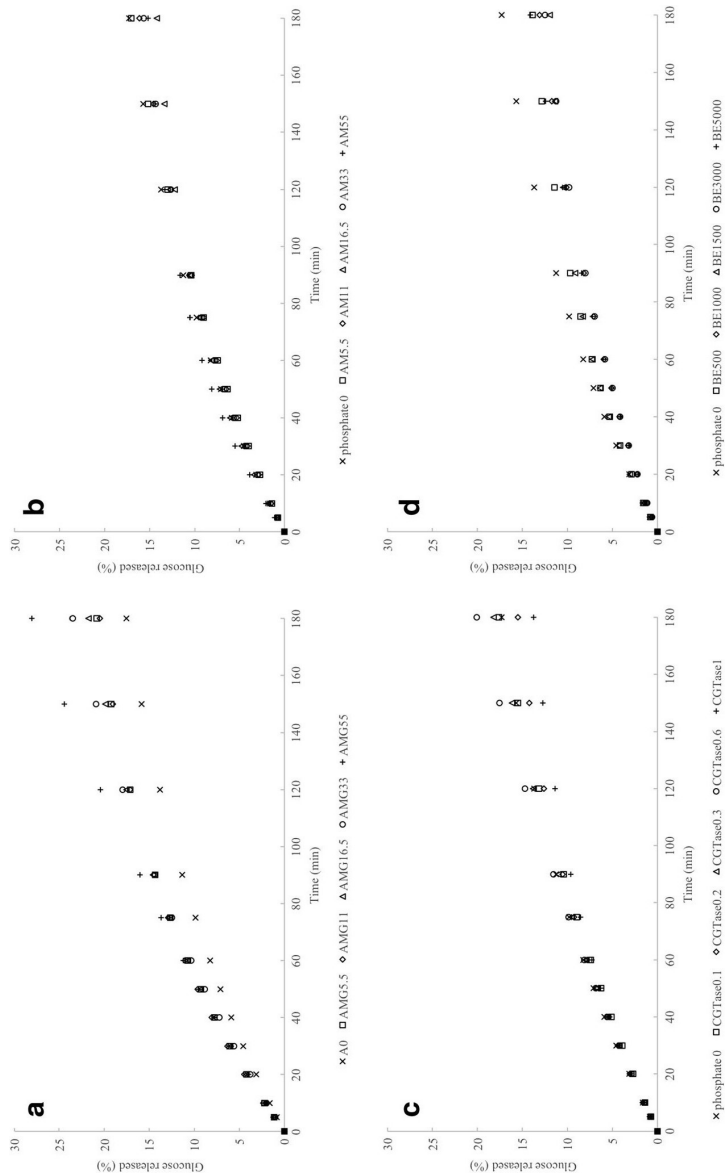 a
30
25
20
15
10
5
0
Glucose released (%)
0 20 40 60 80 100 120 140 160 180
Time (min)
×A0 □AMG5.5 ◇AMG11 △AMG16.5 ○AMG33 +AMG55
b
30
25
20
15
10
5
0
Glucose released (%)
0 20 40 60 80 100 120 140 160 180
Time (min)
×phosphate 0 □AM5.5 ◇AM11 △AM16.5 ○AM33 +AM55
c
30
25
20
15
10
5
0
Glucose released (%)
0 20 40 60 80 100 120 140 160 180
Time (min)
×phosphate 0 □CGTase0.1 ◇CGTase0.2 △CGTase0.3 ○CGTase0.6 +CGTase1
d
30
25
20
15
10
5
0
Glucose released (%)
0 20 40 60 80 100 120 140 160 180
Time (min)
×phosphate 0 □BE500 ◇BE1000 △BE1500 ○BE3000 +BE5000